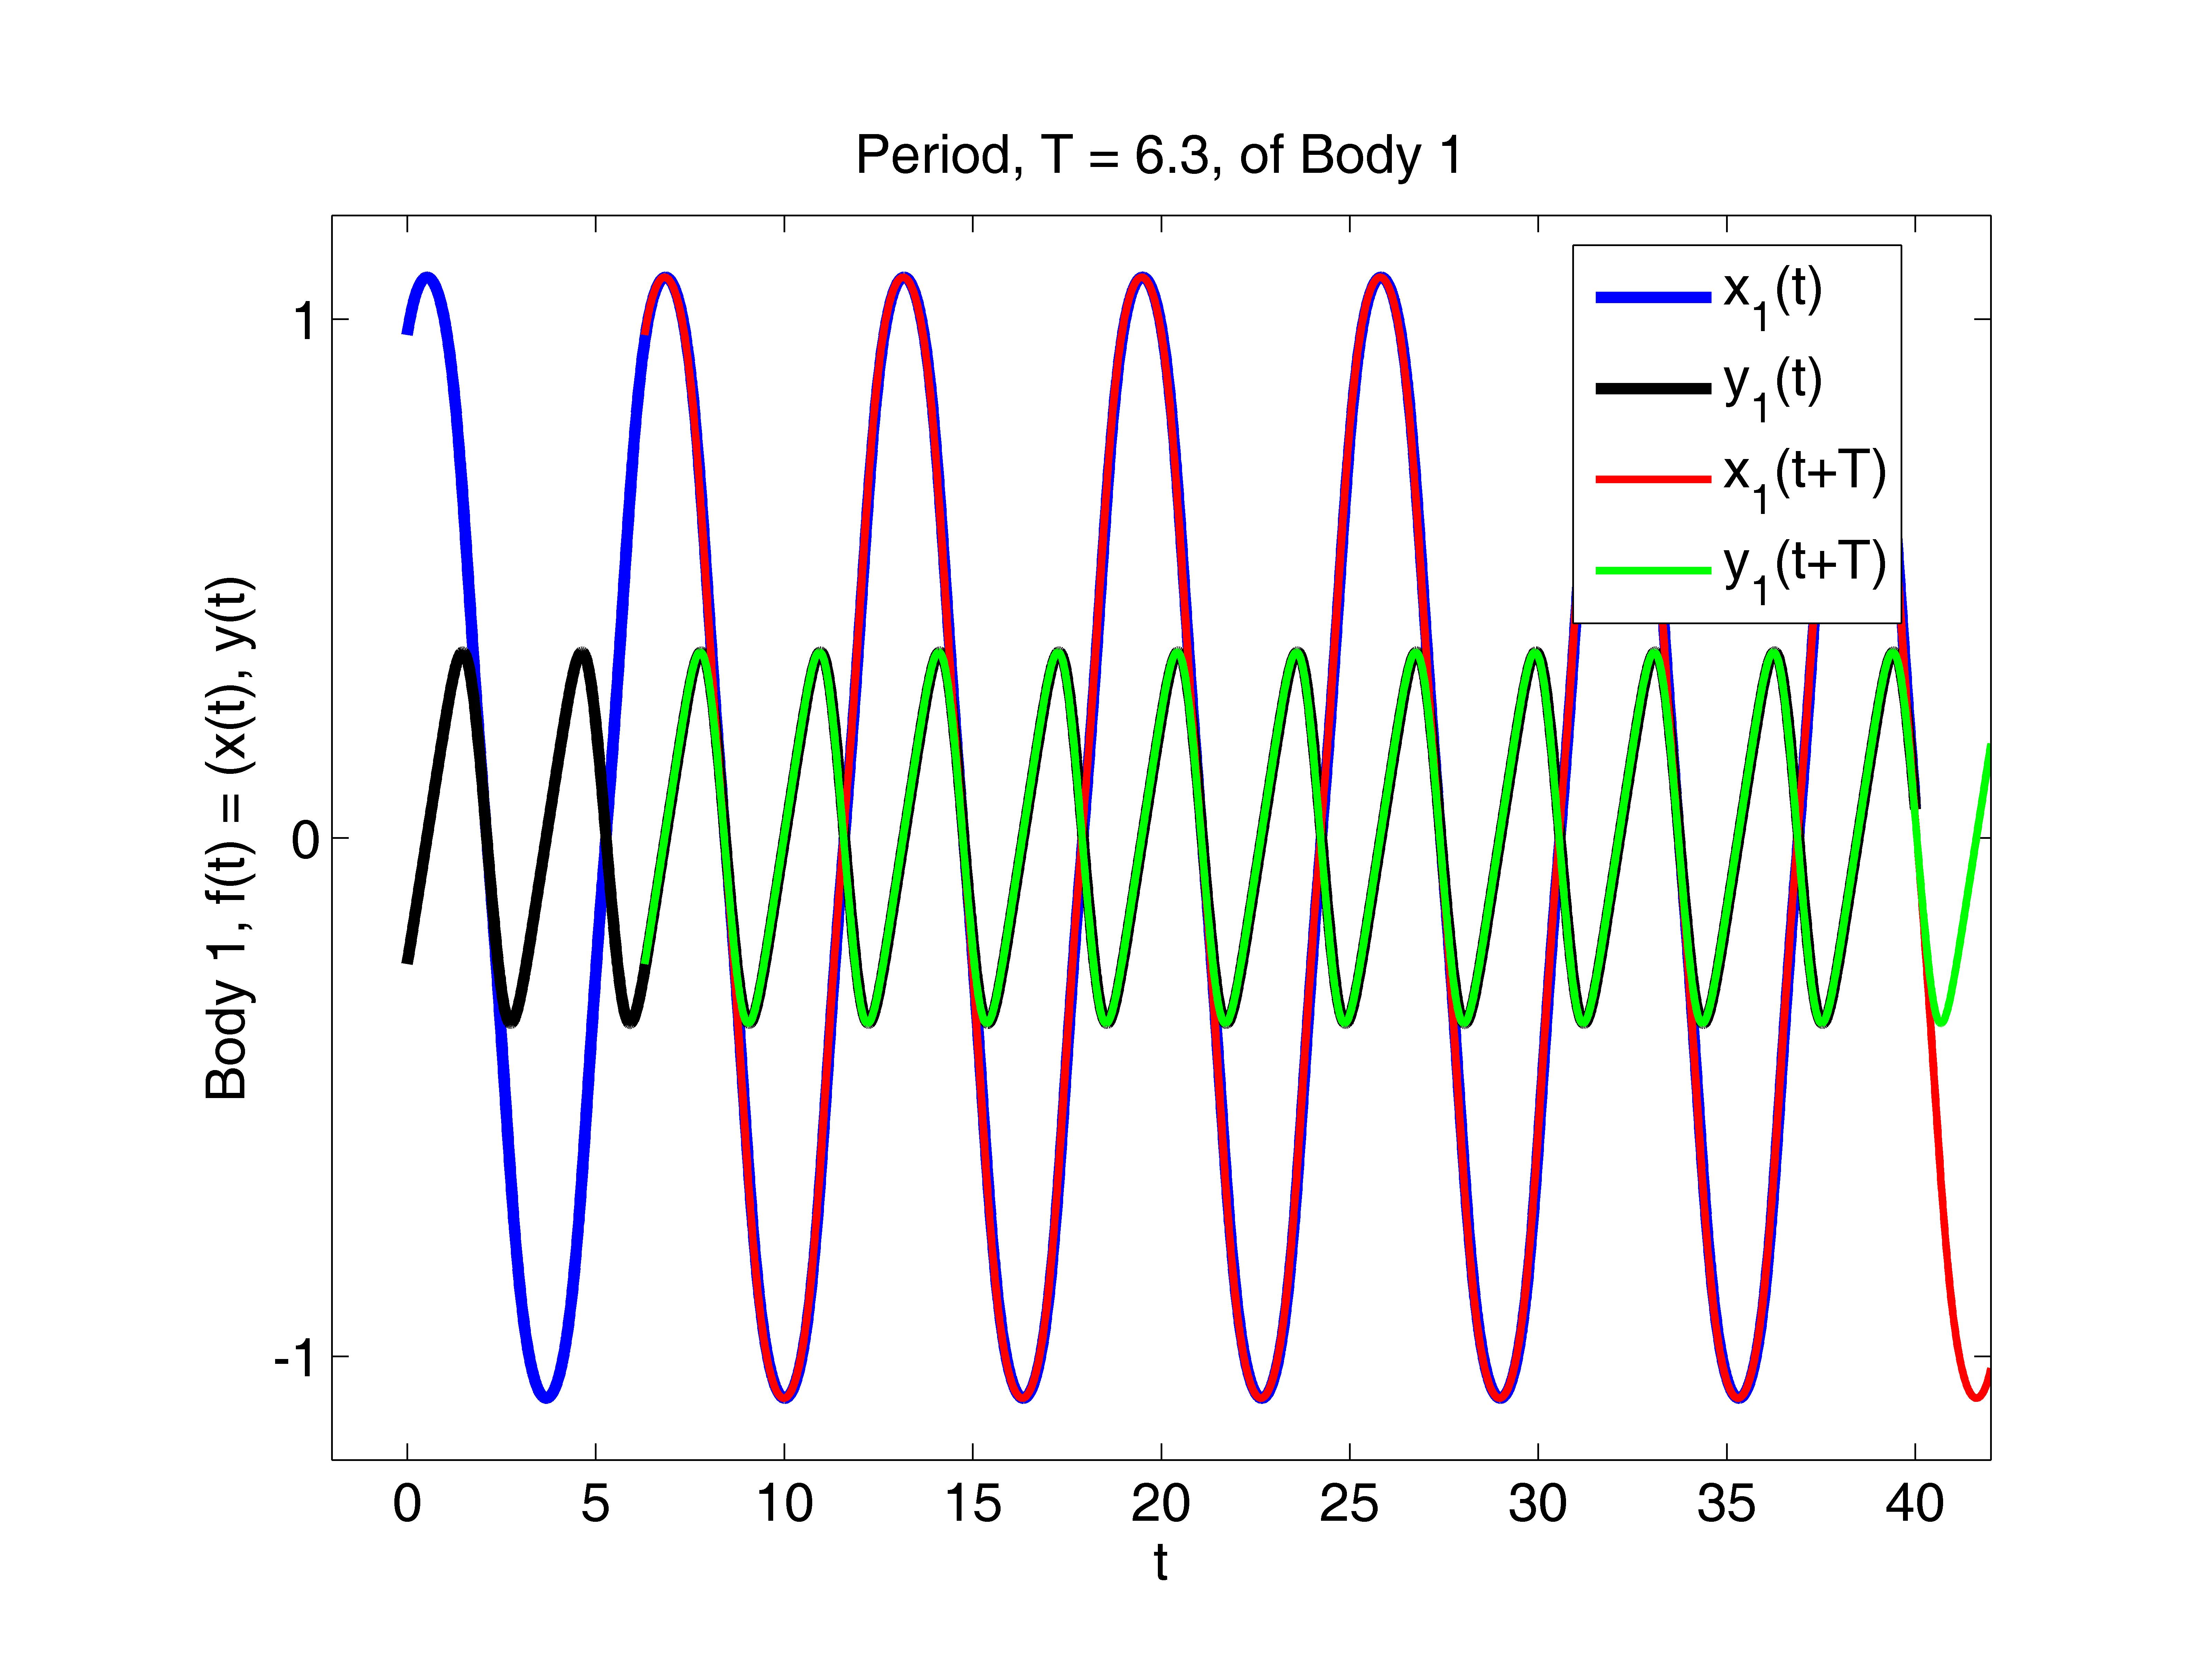 Period, T = 6.3, of Body 1
Body 1, f(t) = (x(t), y(t)
1
0
-1
x1(t)
y1(t)
x1(t+T)
y1(t+T)
0 5 10 15 20 25 30 35 40
t